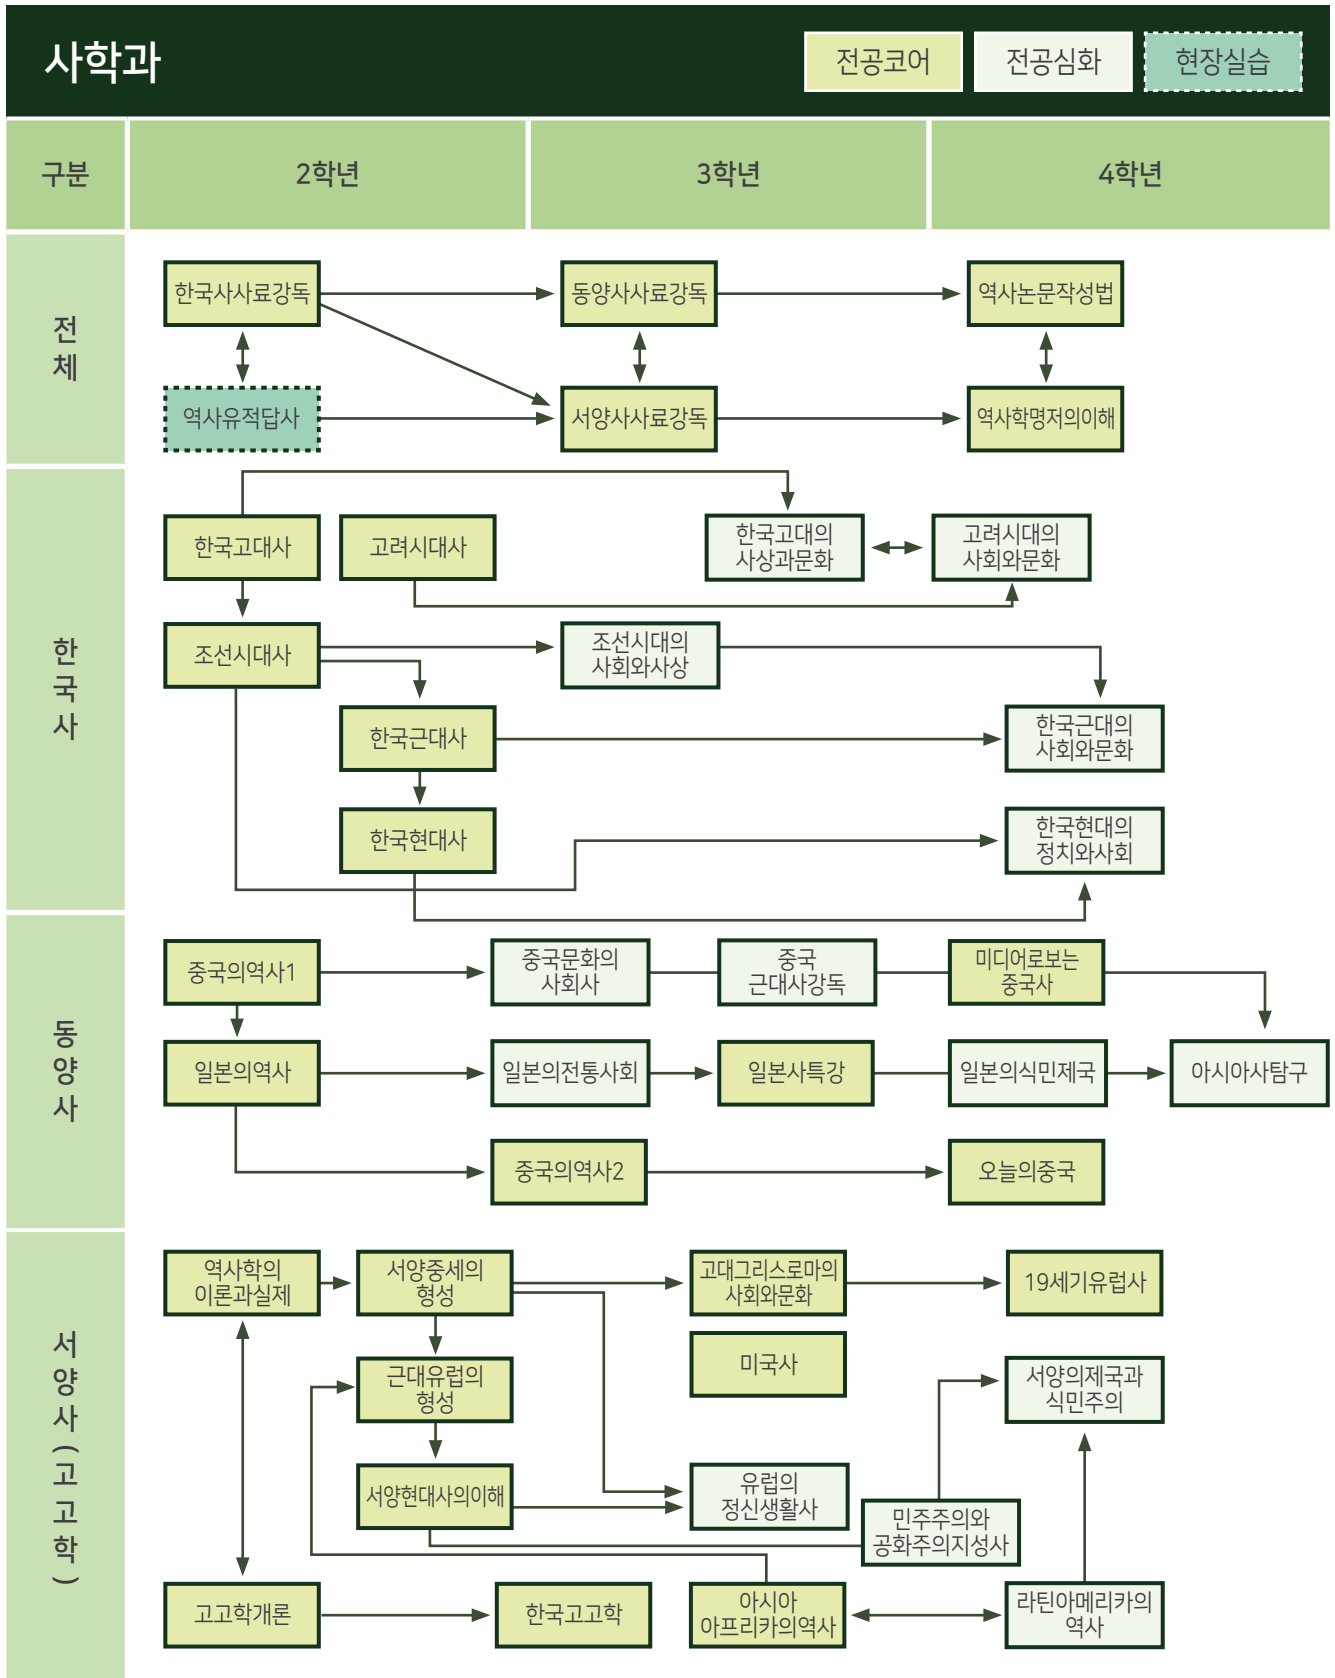 사학과
전공코어
전공심화
현장실습
구분
2학년
3학년
4학년
전체
한국사사료강독
동양사사료강독
역사논문작성법
역사유적답사
서양사사료강독
역사학명저의이해
한국사
한국고대사
고려시대사
한국고대의
사상과문화
고려시대의
사회와문화
조선시대사
조선시대의
사회와사상
한국근대사
한국근대의
사회와문화
한국현대사
한국현대의
정치와사회
동양사
중국의역사1
중국문화의
사회사
중국
근대사강독
미디어로보는
중국사
일본의역사
일본의전통사회
일본사특강
일본의식민제국
아시아사탐구
중국의역사2
오늘의중국
서양사(고고학)
역사학의
이론과실제
서양중세의
형성
고대그리스로마의
사회와문화
19세기유럽사
미국사
근대유럽의
형성
서양의제국과
식민주의
서양현대사의이해
유럽의
정신생활사
민주주의와
공화주의지성사
고고학개론
한국고고학
아시아
아프리카의역사
라틴아메리카의
역사